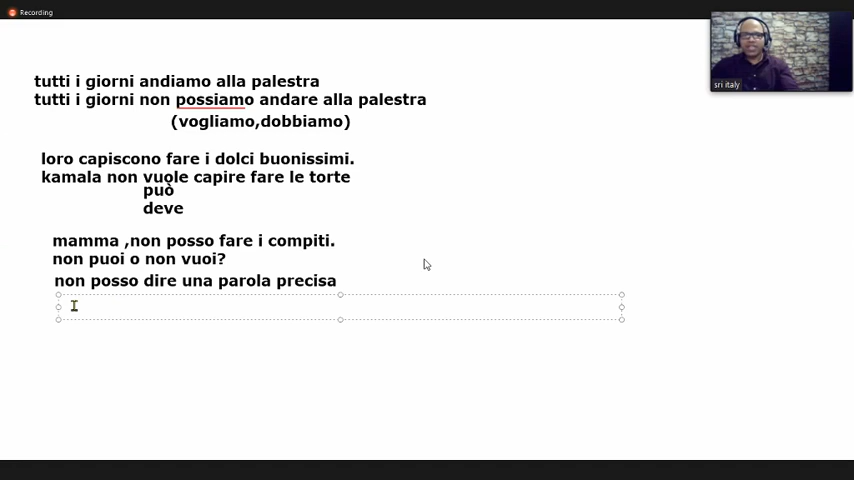 Recording
sri italy
tutti i giorni andiamo alla palestra
tutti i giorni non possiamo andare alla palestra
(vogliamo,dobbiamo)
loro capiscono fare i dolci buonissimi.
kamala non vuole capire fare le torte
può
deve
mamma ,non posso fare i compiti.
non puoi o non vuoi?
non posso dire una parola precisa